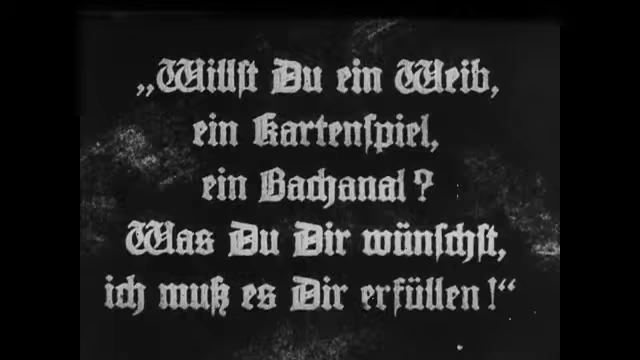 „Willst Du ein Weib,
ein Kartenspiel,
ein Bachanal?
Was Du Dir wünschst,
ich muß es Dir erfüllen!“